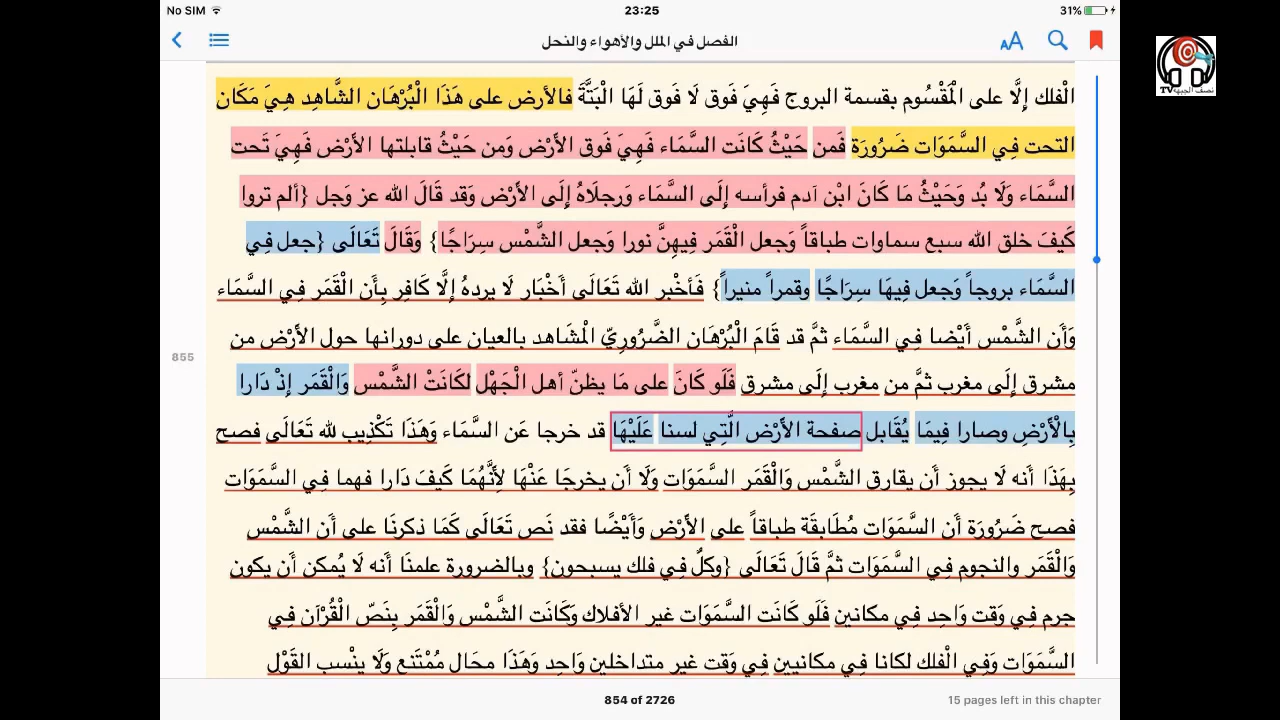 No SIM
23:25
31%
الفصل في الملل والأهواء والنحل
AA
نصف الجبهة TV
الْفلك إِلَّا على الْمَقْسُوم بقسمة البروج فَهِيَ فَوق لَا فَوق لَهَا الْبَتَّةَ فالأرض على هَذَا الْبُرْهَان الشَّاهِد هِيَ مَكَان
التحت فِي السَّمَوَات ضَرُورَة فَمن حَيْثُ كَانَت السَّمَاء فَهِيَ فَوق الأَرْض وَمن حَيْثُ قابلتها الأَرْض فَهِيَ تَحت
السَّمَاء وَلَا بُد وَحَيْثُ مَا كَانَ ابْن آدم فرأسه إِلَى السَّمَاء وَرجلَاهُ إِلَى الأَرْض وَقد قَالَ الله عز وَجل {ألم تروا
كَيفَ خلق الله سبع سماوات طباقاً وَجعل الْقَمَر فِيهِنَّ نورا وَجعل الشَّمْس سِرَاجًا} وَقَالَ تَعَالَى {جعل فِي
السَّمَاء بروجاً وَجعل فِيهَا سِرَاجًا وقمراً منيراً} فَأخْبر الله تَعَالَى أَخْبَار لَا يردهُ إِلَّا كَافِر بِأَن الْقَمَر فِي السَّمَاء
وَأَن الشَّمْس أَيْضا فِي السَّمَاء ثمَّ قد قَامَ الْبُرْهَان الضَّرُورِيّ الْمشَاهد بالعيان على دورانها حول الأَرْض من
مشرق إِلَى مغرب ثمَّ من مغرب إِلَى مشرق فَلَو كَانَ على مَا يظنّ أهل الْجَهْل لكَانَتْ الشَّمْس وَالْقَمَر إِذْ دَارا
بِالْأَرْضِ وصارا فِيمَا يُقَابل صفحة الأَرْض الَّتِي لسنا عَلَيْهَا قد خرجا عَن السَّمَاء وَهَذَا تَكْذِيب لله تَعَالَى فصح
بِهَذَا أَنه لَا يجوز أَن يقارق الشَّمْس وَالْقَمَر السَّمَوَات وَلَا أَن يخرجَا عَنْهَا لِأَنَّهُمَا كَيفَ دَارا فهما فِي السَّمَوَات
فصح ضَرُورَة أَن السَّمَوَات مُطَابقَة طباقاً على الأَرْض وَأَيْضًا فقد نَص تَعَالَى كَمَا ذكرنَا على أَن الشَّمْس
وَالْقَمَر والنجوم فِي السَّمَوَات ثمَّ قَالَ تَعَالَى {وكلٌ فِي فلك يسبحون} وبالضرورة علمنَا أَنه لَا يُمكن أَن يكون
جرم فِي وَقت وَاحِد فِي مكانين فَلَو كَانَت السَّمَوَات غير الأفلاك وَكَانَت الشَّمْس وَالْقَمَر بِنَصّ الْقُرْآن فِي
السَّمَوَات وَفِي الْفلك لكانا فِي مكانيين فِي وَقت غير متداخلين وَاحِد وَهَذَا محَال مُمْتَنع وَلَا ينْسب القَوْل
855
854 of 2726
15 pages left in this chapter